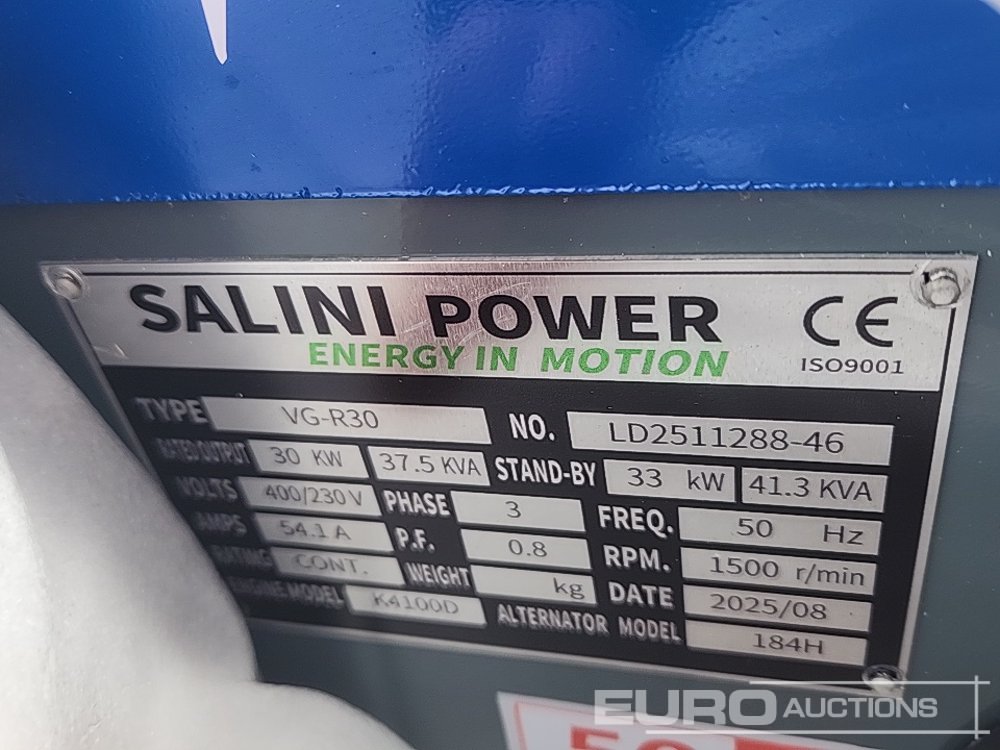 SALINI POWER
ENERGY IN MOTION
CE
ISO9001
TYPE VG-R30 NO. LD2511288-46
RATED OUTPUT 30 KW 37.5 KVA STAND-BY 33 kW 41.3 KVA
VOLTS 400/230V PHASE 3 FREQ. 50 Hz
AMPS 54.1 A P.F. 0.8 RPM. 1500 r/min
RATING CONT. WEIGHT kg DATE 2025/08
ENGINE MODEL K4100D ALTERNATOR MODEL 184H
EURO AUCTIONS